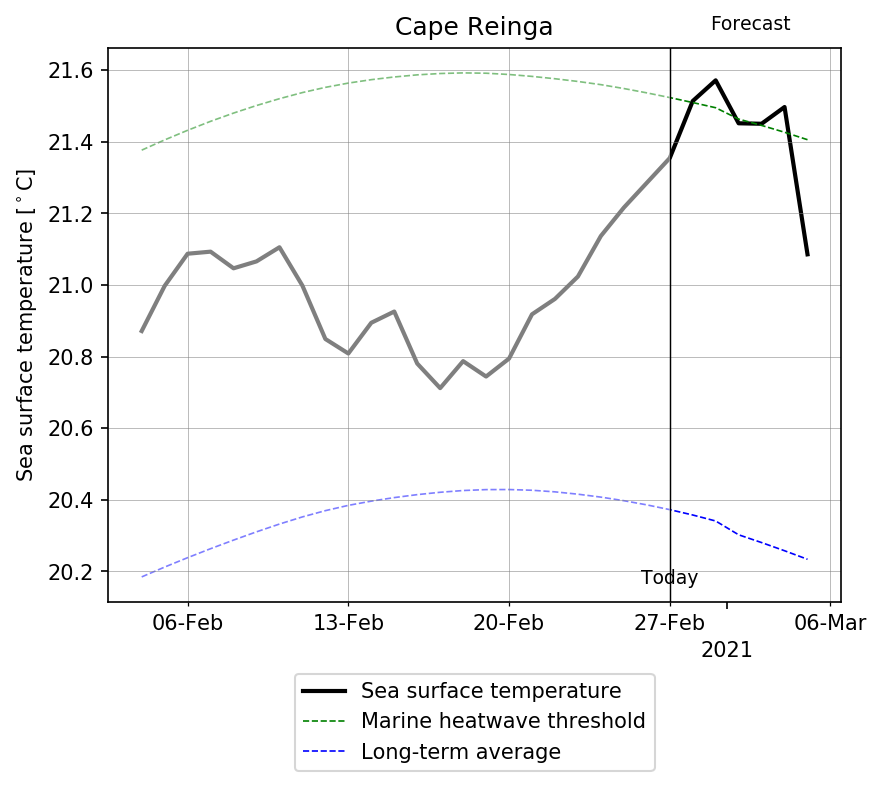 Cape Reinga
Forecast
Sea surface temperature [°C]
21.6
21.4
21.2
21.0
20.8
20.6
20.4
20.2
Today
06-Feb 13-Feb 20-Feb 27-Feb 06-Mar
2021
Sea surface temperature
Marine heatwave threshold
Long-term average